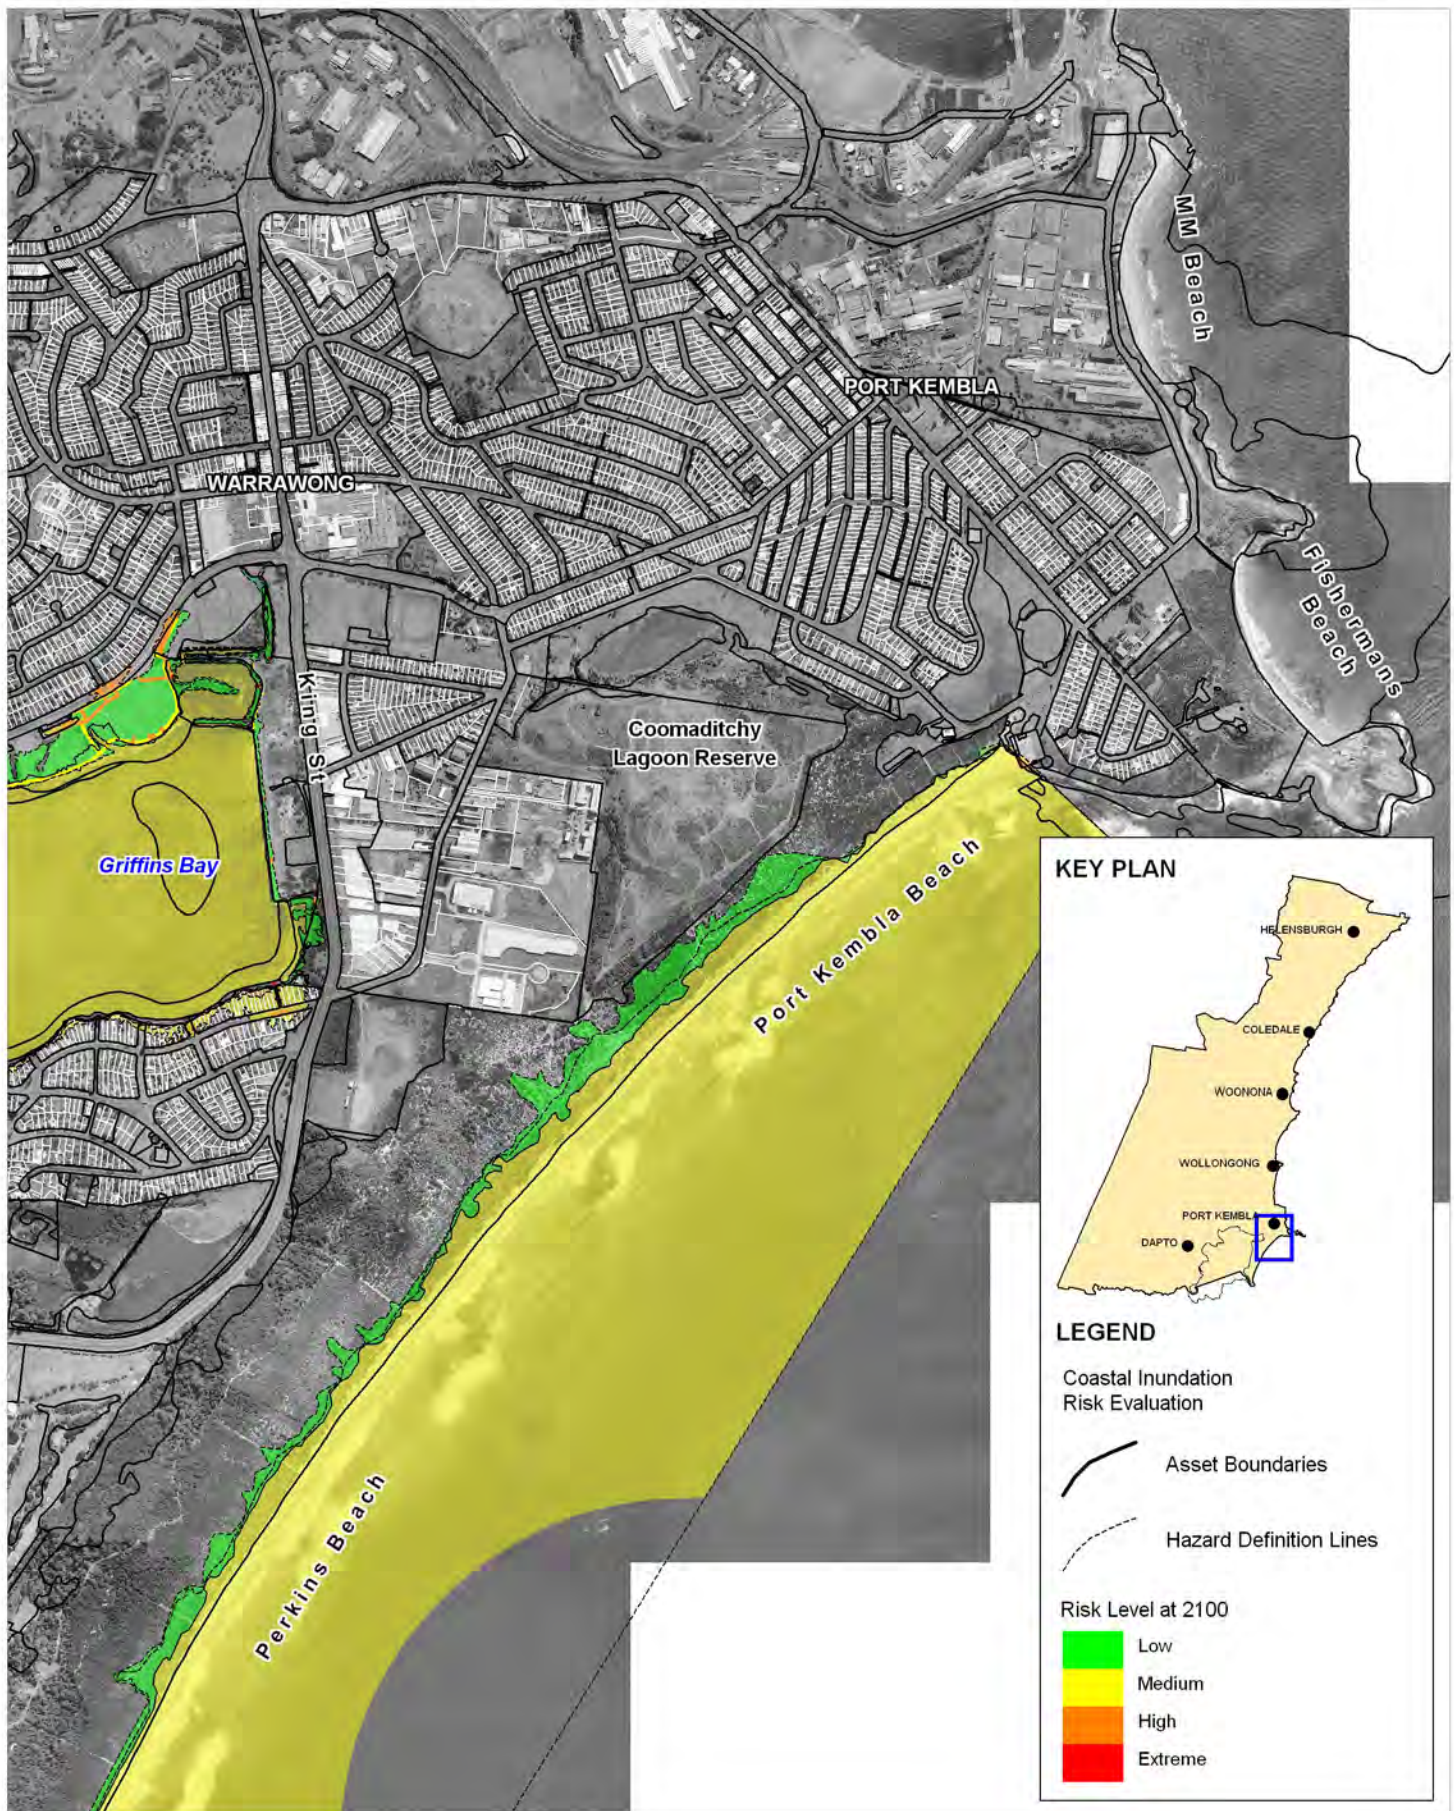 MM Beach
PORT KEMBLA
WARRAWONG
Fishermans
Beach
King St
Coomaditchy
Lagoon Reserve
Griffins Bay
Port Kembla Beach
Perkins Beach
KEY PLAN
HELENSBURGH
COLEDALE
WOONONA
WOLLONGONG
PORT KEMBLA
DAPTO
LEGEND
Coastal Inundation
Risk Evaluation
Asset Boundaries
Hazard Definition Lines
Risk Level at 2100
Low
Medium
High
Extreme